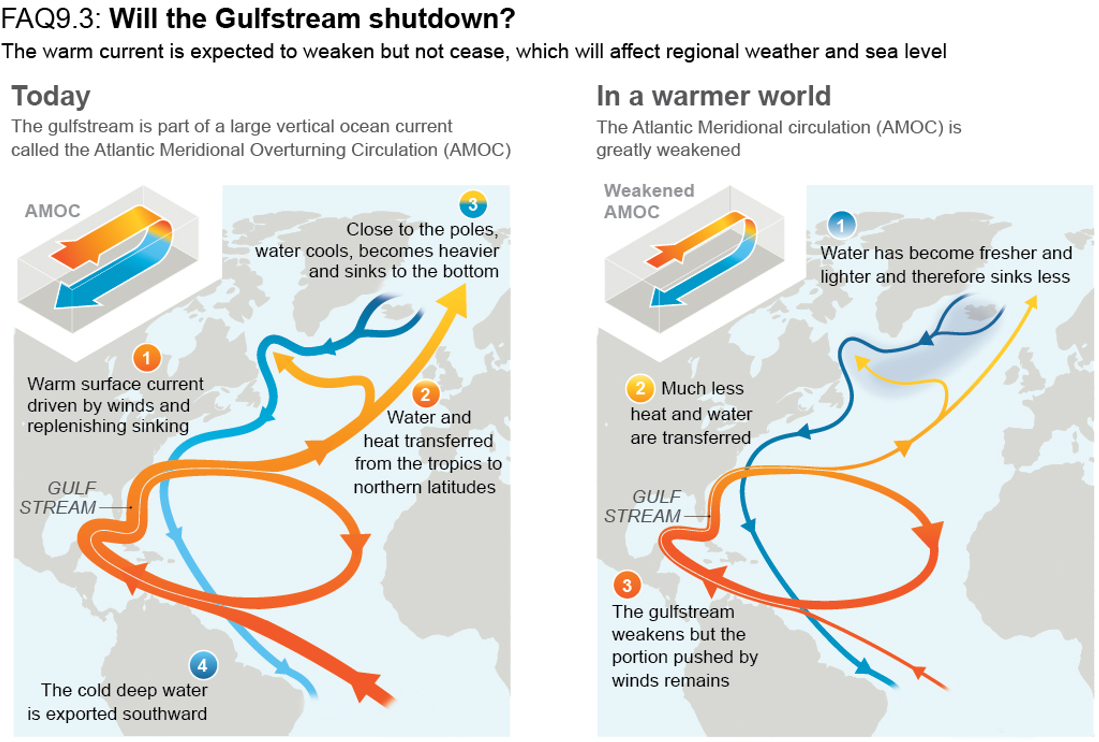 FAQ9.3: Will the Gulfstream shutdown?
The warm current is expected to weaken but not cease, which will affect regional weather and sea level
Today
The gulfstream is part of a large vertical ocean current
called the Atlantic Meridional Overturning Circulation (AMOC)
AMOC
3
Close to the poles,
water cools, becomes heavier
and sinks to the bottom
1
Warm surface current
driven by winds and
replenishing sinking
2
Water and
heat transferred
from the tropics to
northern latitudes
GULF
STREAM
4
The cold deep water
is exported southward
In a warmer world
The Atlantic Meridional circulation (AMOC) is
greatly weakened
Weakened
AMOC
1
Water has become fresher and
lighter and therefore sinks less
2 Much less
heat and water
are transferred
GULF
STREAM
3
The gulfstream
weakens but the
portion pushed by
winds remains